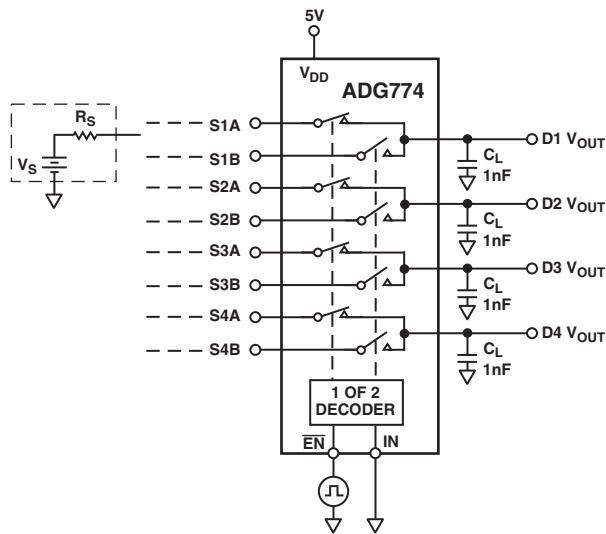 5V
VDD
ADG774
RS
VS
S1A
S1B
S2A
S2B
S3A
S3B
S4A
S4B
D1 VOUT
CL
1nF
D2 VOUT
CL
1nF
D3 VOUT
CL
1nF
D4 VOUT
CL
1nF
1 OF 2
DECODER
EN IN